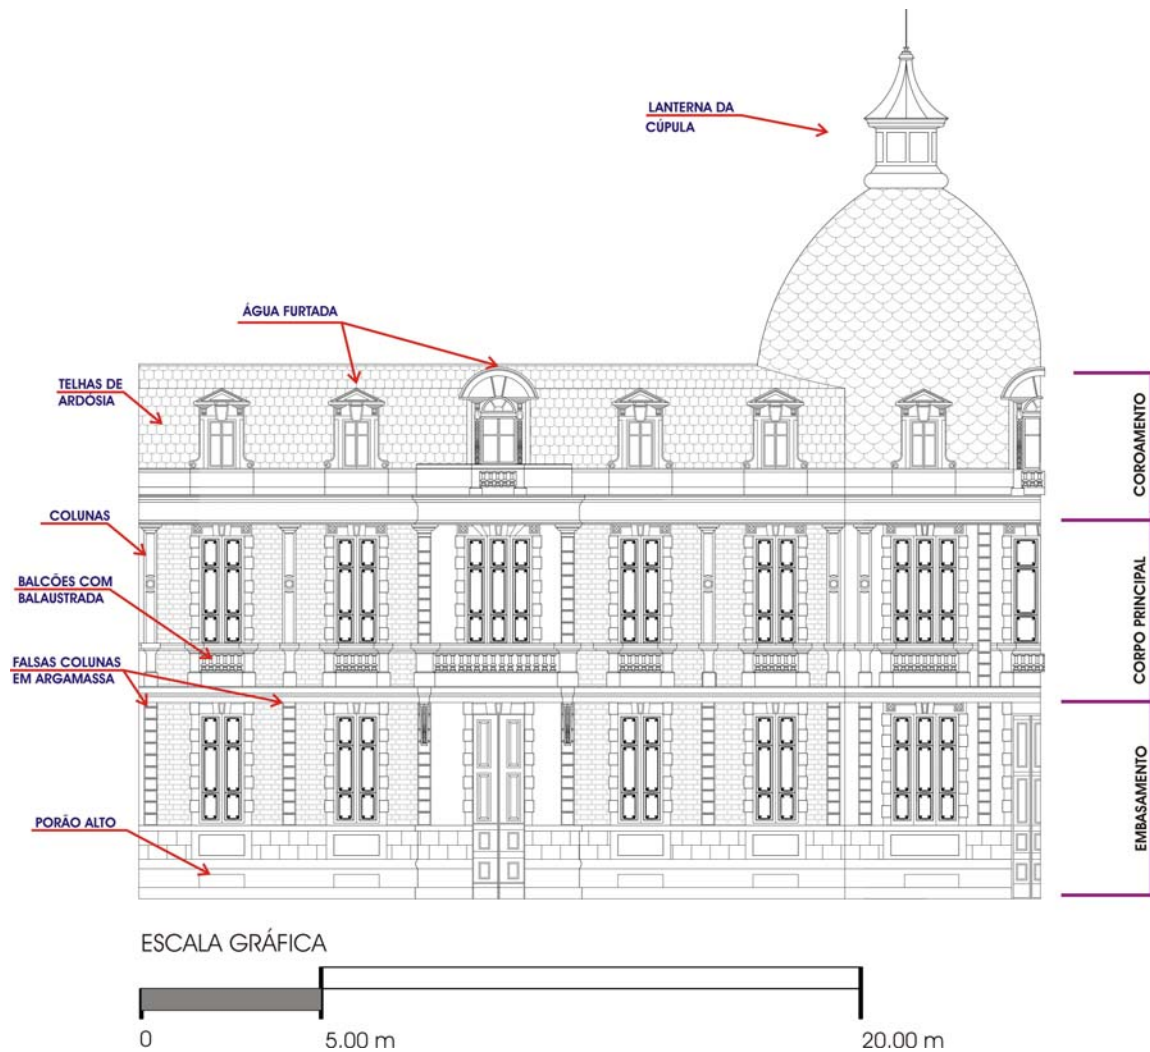 LANTERNA DA
CÚPULA
ÁGUA FURTADA
TELHAS DE
ARDÓSIA
COROAMENTO
COLUNAS
BALCÕES COM
BALAUSTRADA
CORPO PRINCIPAL
FALSAS COLUNAS
EM ARGAMASSA
EMBASAMENTO
PORÃO ALTO
ESCALA GRÁFICA
0 5.00 m 20.00 m